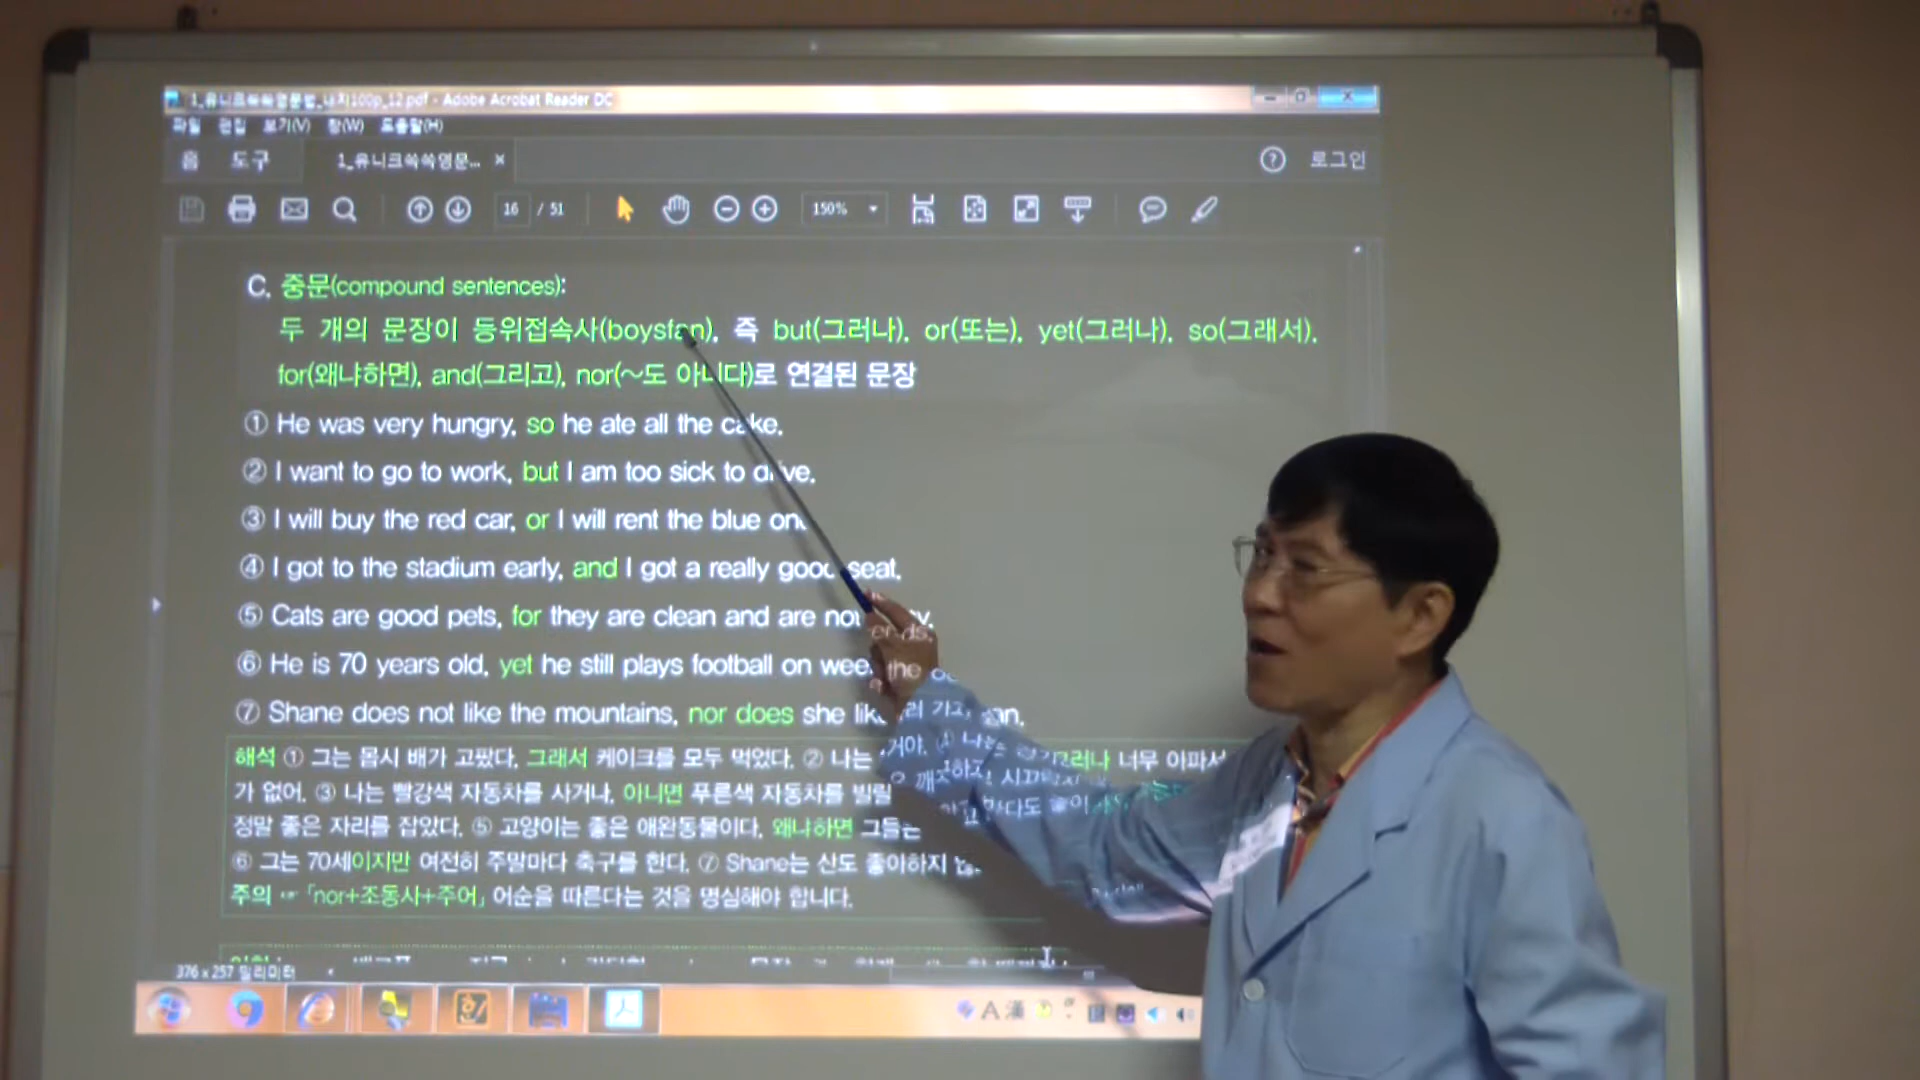 1_유니크쏙쏙영문법_내지100p_12.pdf - Adobe Acrobat Reader DC
파일 편집 보기(V) 창(W) 도움말(H)
홈 도구 1_유니크쏙쏙영문... × ? 로그인
16 / 51 150%
C. 중문(compound sentences):
두 개의 문장이 등위접속사(boysfan), 즉 but(그러나), or(또는), yet(그러나), so(그래서),
for(왜냐하면), and(그리고), nor(~도 아니다)로 연결된 문장
① He was very hungry, so he ate all the cake.
② I want to go to work, but I am too sick to drive.
③ I will buy the red car, or I will rent the blue
④ I got to the stadium early, and I got a really good seat.
⑤ Cats are good pets, for they are clean and are
⑥ He is 70 years old, yet he still plays football on
⑦ Shane does not like the mountains, nor does she
해석 ① 그는 몹시 배가 고팠다, 그래서 케이크를 모두 먹었다. ② 나는 그러나 너무 아파서
가 없어. ③ 나는 빨강색 자동차를 사거나, 아니면 푸른색 자동차를 빌릴 거야. ④ 나는
정말 좋은 자리를 잡았다. ⑤ 고양이는 좋은 애완동물이다, 왜냐하면 그들은
⑥ 그는 70세이지만 여전히 주말마다 축구를 한다. ⑦ Shane는 산도 좋아하지
주의 ☞ 「nor+조동사+주어」 어순을 따른다는 것을 명심해야 합니다.
376 x 257 밀리미터
A 漢